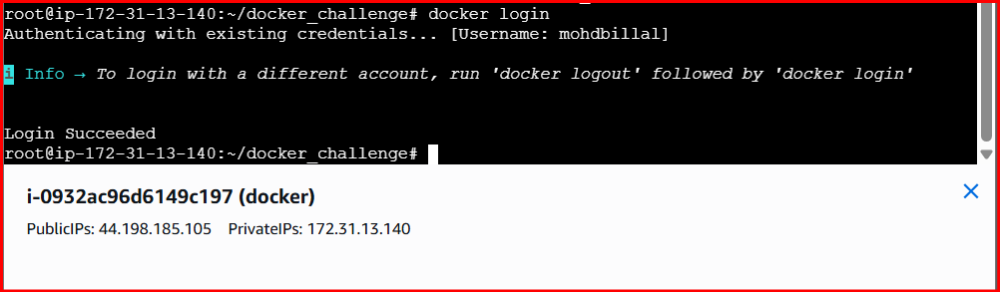 root@ip-172-31-13-140:~/docker_challenge# docker login
Authenticating with existing credentials... [Username: mohdbillal]
i Info → To login with a different account, run 'docker logout' followed by 'docker login'
Login Succeeded
root@ip-172-31-13-140:~/docker_challenge#
i-0932ac96d6149c197 (docker)
PublicIPs: 44.198.185.105 PrivateIPs: 172.31.13.140